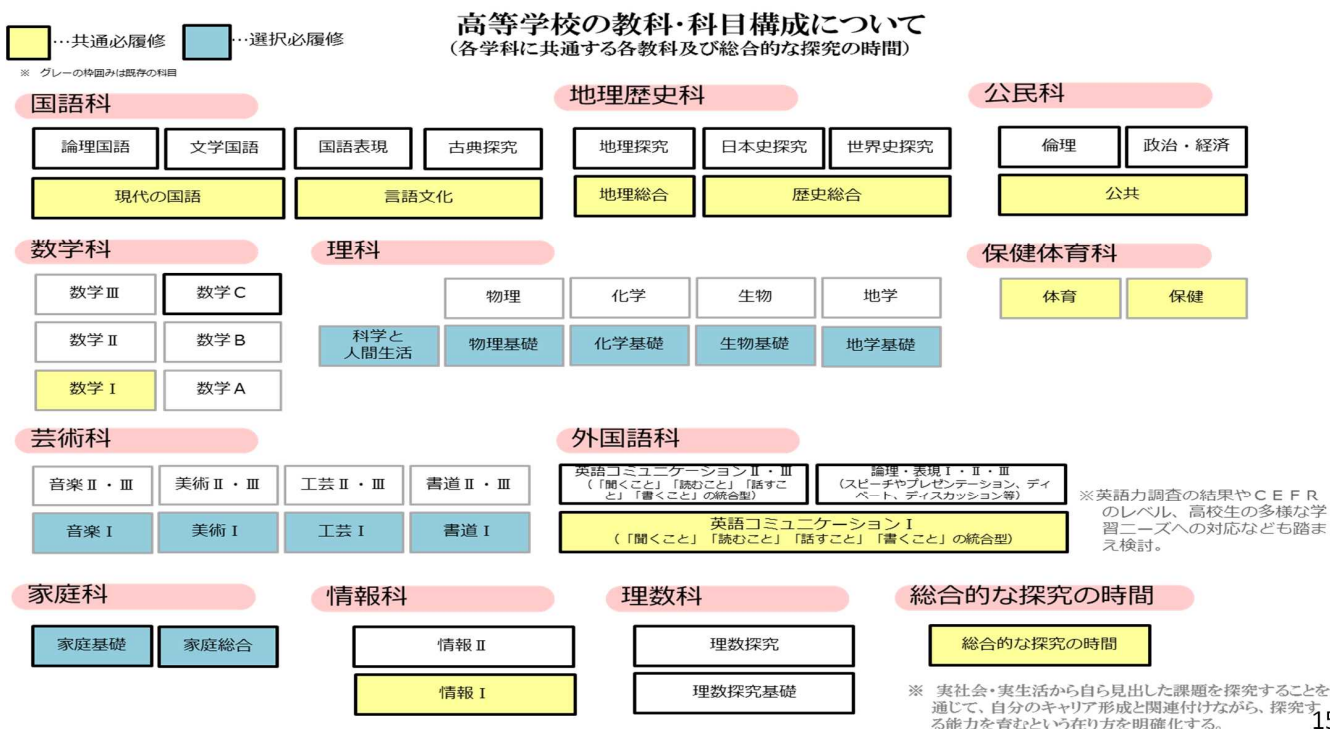 高等学校の教科・科目構成について
(各学科に共通する各教科及び総合的な探究の時間)
…共通必履修
…選択必履修
※ グレーの枠囲みは既存の科目
国語科
論理国語
文学国語
国語表現
古典探究
現代の国語
言語文化
地理歴史科
地理探究
日本史探究
世界史探究
地理総合
歴史総合
公民科
倫理
政治・経済
公共
数学科
数学Ⅲ
数学C
数学Ⅱ
数学B
数学Ⅰ
数学A
理科
物理
化学
生物
地学
科学と
人間生活
物理基礎
化学基礎
生物基礎
地学基礎
保健体育科
体育
保健
芸術科
音楽Ⅱ・Ⅲ
美術Ⅱ・Ⅲ
工芸Ⅱ・Ⅲ
書道Ⅱ・Ⅲ
音楽Ⅰ
美術Ⅰ
工芸Ⅰ
書道Ⅰ
外国語科
英語コミュニケーションⅡ・Ⅲ
(「聞くこと」「読むこと」「話すこ
と」「書くこと」の統合型)
論理・表現Ⅰ・Ⅱ・Ⅲ
(スピーチやプレゼンテーション、ディ
ベート、ディスカッション等)
英語コミュニケーションⅠ
(「聞くこと」「読むこと」「話すこと」「書くこと」の統合型)
※英語力調査の結果やCEFR
のレベル、高校生の多様な学
習ニーズへの対応なども踏ま
え検討。
家庭科
家庭基礎
家庭総合
情報科
情報Ⅱ
情報Ⅰ
理数科
理数探究
理数探究基礎
総合的な探究の時間
総合的な探究の時間
※ 実社会・実生活から自ら見出した課題を探究することを
通じて、自分のキャリア形成と関連付けながら、探究す
る能力を育むという在り方を明確化する。
15